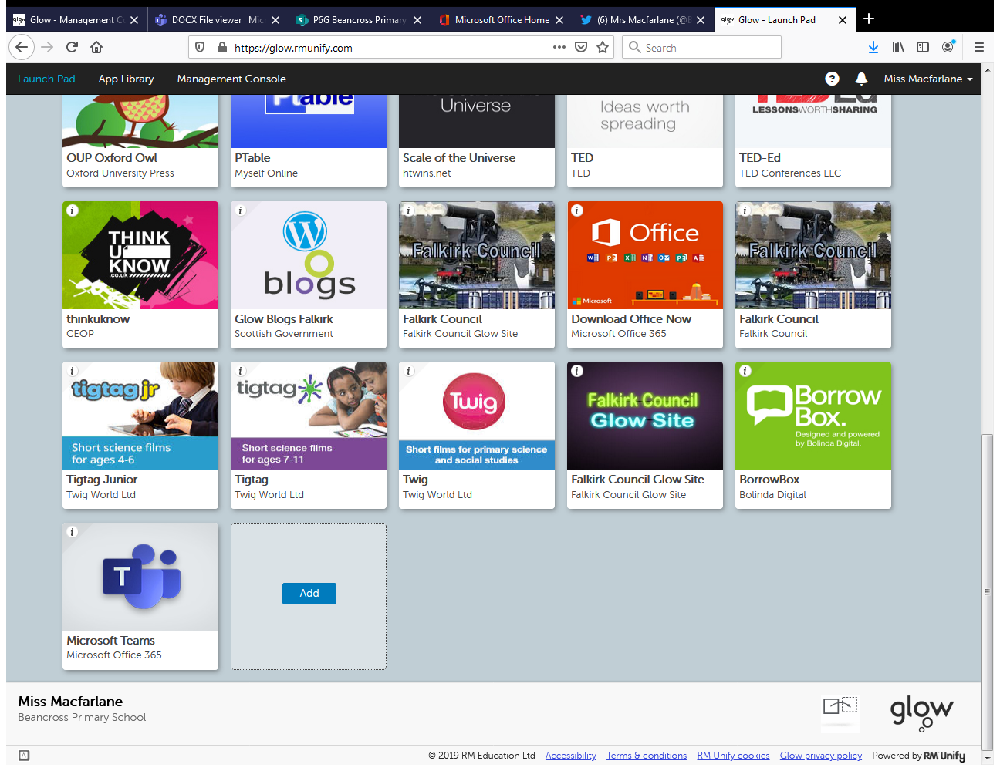 Glow - Management Co
DOCX File viewer | Micr
P6G Beancross Primary
Microsoft Office Home
(6) Mrs Macfarlane (@B
Glow - Launch Pad
https://glow.rmunify.com
Search
Launch Pad
App Library
Management Console
Miss Macfarlane
PTable
Universe
Ideas worth
spreading
TEDEd
LESSONSWORTHSHARING
OUP Oxford Owl
Oxford University Press
PTable
Myself Online
Scale of the Universe
htwins.net
TED
TED
TED-Ed
TED Conferences LLC
THINK
U
KNOW
.co.uk
blogs
Falkirk Council
Office
Microsoft
Falkirk Council
thinkuknow
CEOP
Glow Blogs Falkirk
Scottish Government
Falkirk Council
Falkirk Council Glow Site
Download Office Now
Microsoft Office 365
Falkirk Council
Falkirk Council
tigtag jr
Short science films
for ages 4-6
tigtag
Short science films
for ages 7-11
Twig
Short films for primary science
and social studies
Falkirk Council
Glow Site
Borrow
Box.
Designed and powered
by Bolinda Digital.
Tigtag Junior
Twig World Ltd
Tigtag
Twig World Ltd
Twig
Twig World Ltd
Falkirk Council Glow Site
Falkirk Council Glow Site
BorrowBox
Bolinda Digital
T
Add
Microsoft Teams
Microsoft Office 365
Miss Macfarlane
Beancross Primary School
glow
© 2019 RM Education Ltd Accessibility Terms & conditions RM Unify cookies Glow privacy policy Powered by RM Unify